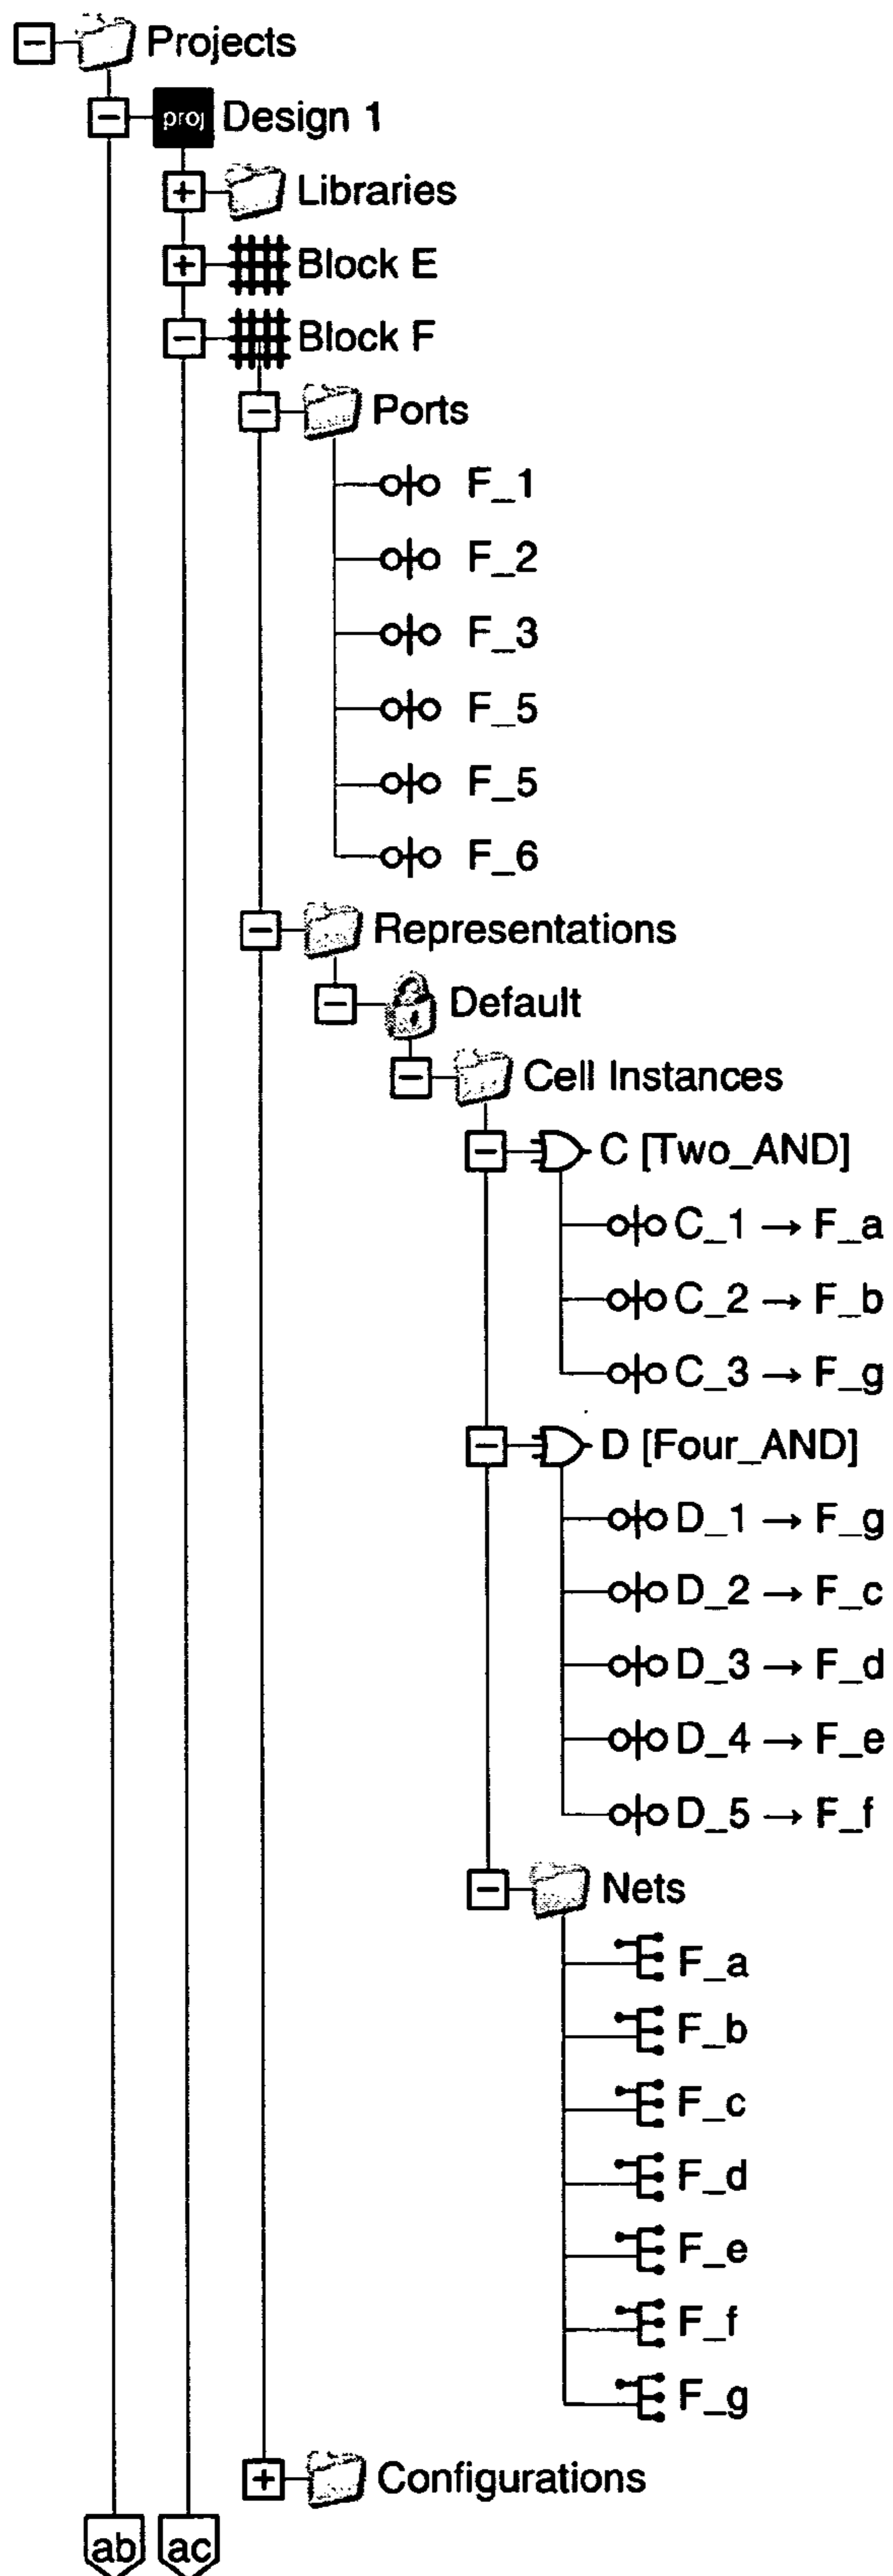 Projects
proj Design 1
Libraries
Block E
Block F
Ports
F_1
F_2
F_3
F_5
F_5
F_6
Representations
Default
Cell Instances
C [Two_AND]
C_1 → F_a
C_2 → F_b
C_3 → F_g
D [Four_AND]
D_1 → F_g
D_2 → F_c
D_3 → F_d
D_4 → F_e
D_5 → F_f
Nets
F_a
F_b
F_c
F_d
F_e
F_f
F_g
Configurations
ab ac